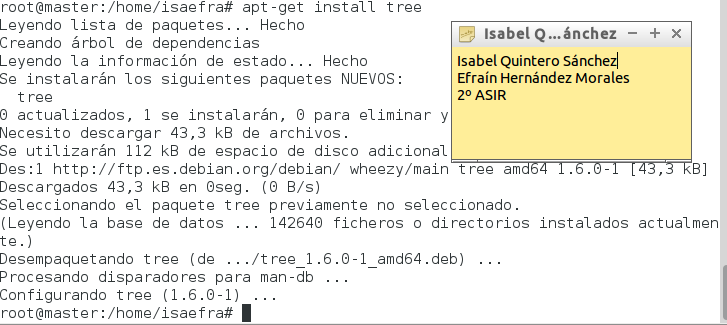 root@master:/home/isaefra# apt-get install tree
Leyendo lista de paquetes... Hecho
Creando árbol de dependencias
Leyendo la información de estado... Hecho
Se instalarán los siguientes paquetes NUEVOS:
  tree
0 actualizados, 1 se instalarán, 0 para eliminar y
Necesito descargar 43,3 kB de archivos.
Se utilizarán 112 kB de espacio de disco adicional
Des:1 http://ftp.es.debian.org/debian/ wheezy/main tree amd64 1.6.0-1 [43,3 kB]
Descargados 43,3 kB en 0seg. (0 B/s)
Seleccionando el paquete tree previamente no seleccionado.
(Leyendo la base de datos ... 142640 ficheros o directorios instalados actualmen
te.)
Desempaquetando tree (de .../tree_1.6.0-1_amd64.deb) ...
Procesando disparadores para man-db ...
Configurando tree (1.6.0-1) ...
root@master:/home/isaefra#
Isabel Q...ánchez
Isabel Quintero Sánchez
Efraín Hernández Morales
2º ASIR